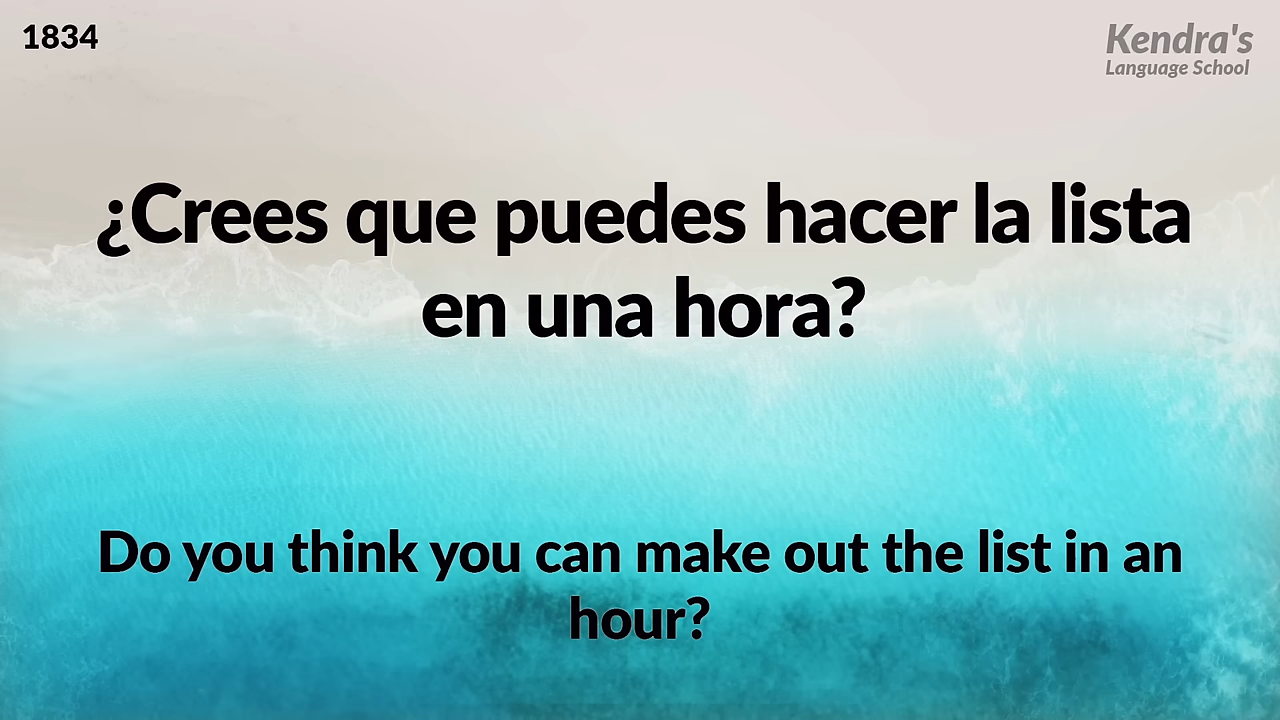 1834
Kendra's
Language School
¿Crees que puedes hacer la lista
en una hora?
Do you think you can make out the list in an
hour?